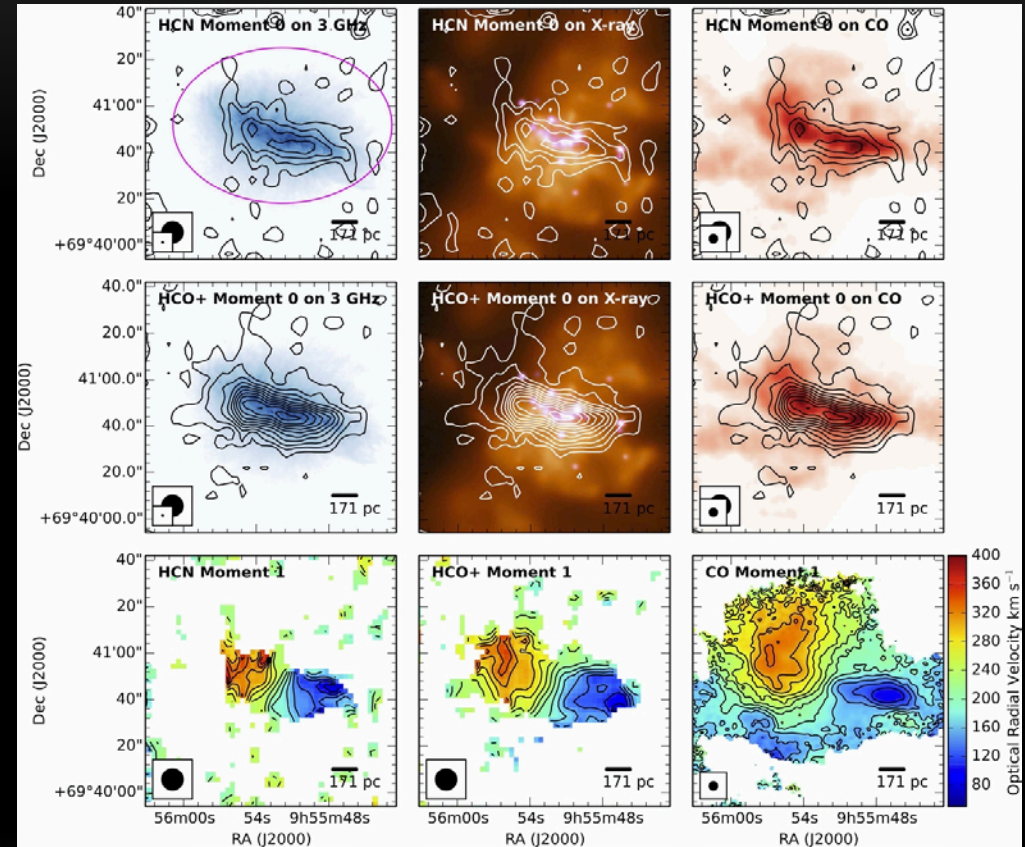 HCN Moment 0 on 3 GHz
HCN Moment 0 on X-ray
HCN Moment 0 on CO
40"
20"
41'00"
40"
20"
+69°40'00"
Dec (J2000)
171 pc
171 pc
171 pc
HCO+ Moment 0 on 3 GHz
HCO+ Moment 0 on X-ray
HCO+ Moment 0 on CO
40.0"
20.0"
41'00.0"
40.0"
20.0"
+69°40'00.0"
Dec (J2000)
171 pc
171 pc
171 pc
HCN Moment 1
HCO+ Moment 1
CO Moment 1
40"
20"
41'00"
40"
20"
+69°40'00"
Dec (J2000)
171 pc
171 pc
171 pc
400
360
320
280
240
200
160
120
80
Optical Radial Velocity km s⁻¹
56m00s 54s 9h55m48s
56m00s 54s 9h55m48s
56m00s 54s 9h55m48s
RA (J2000)
RA (J2000)
RA (J2000)